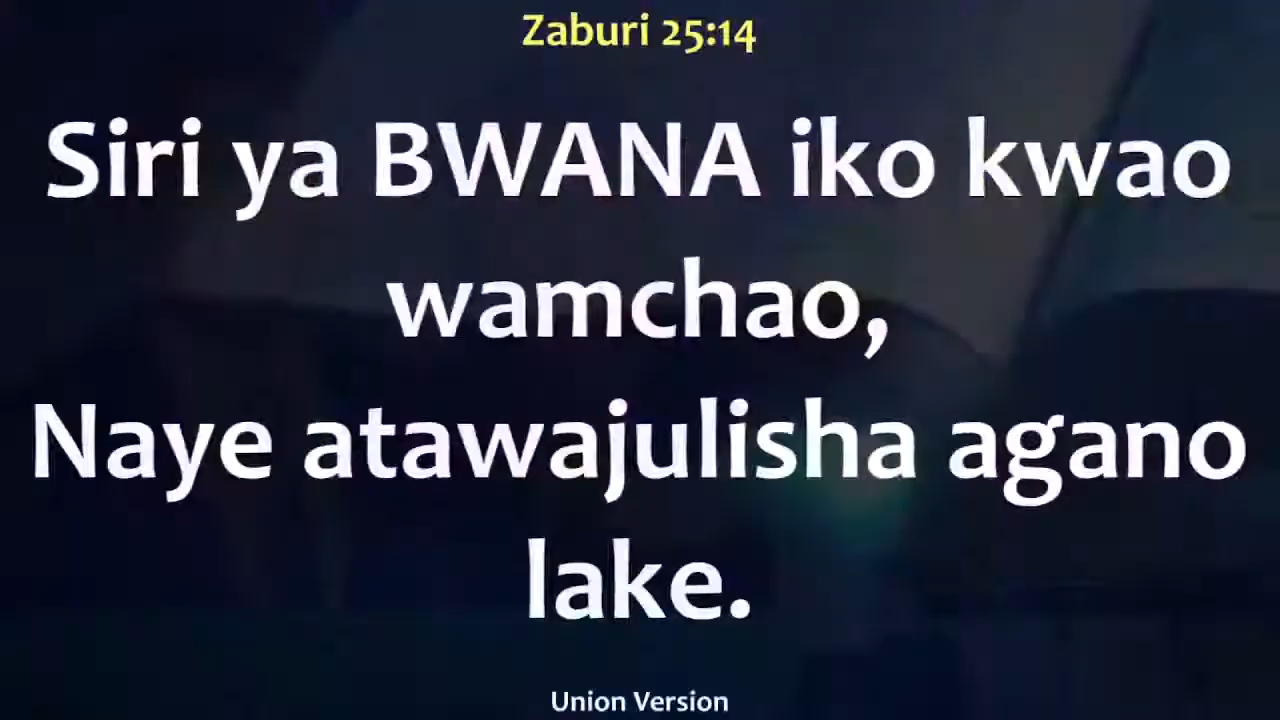 Zaburi 25:14
Siri ya BWANA iko kwao
wamchao,
Naye atawajulisha agano
lake.
Union Version